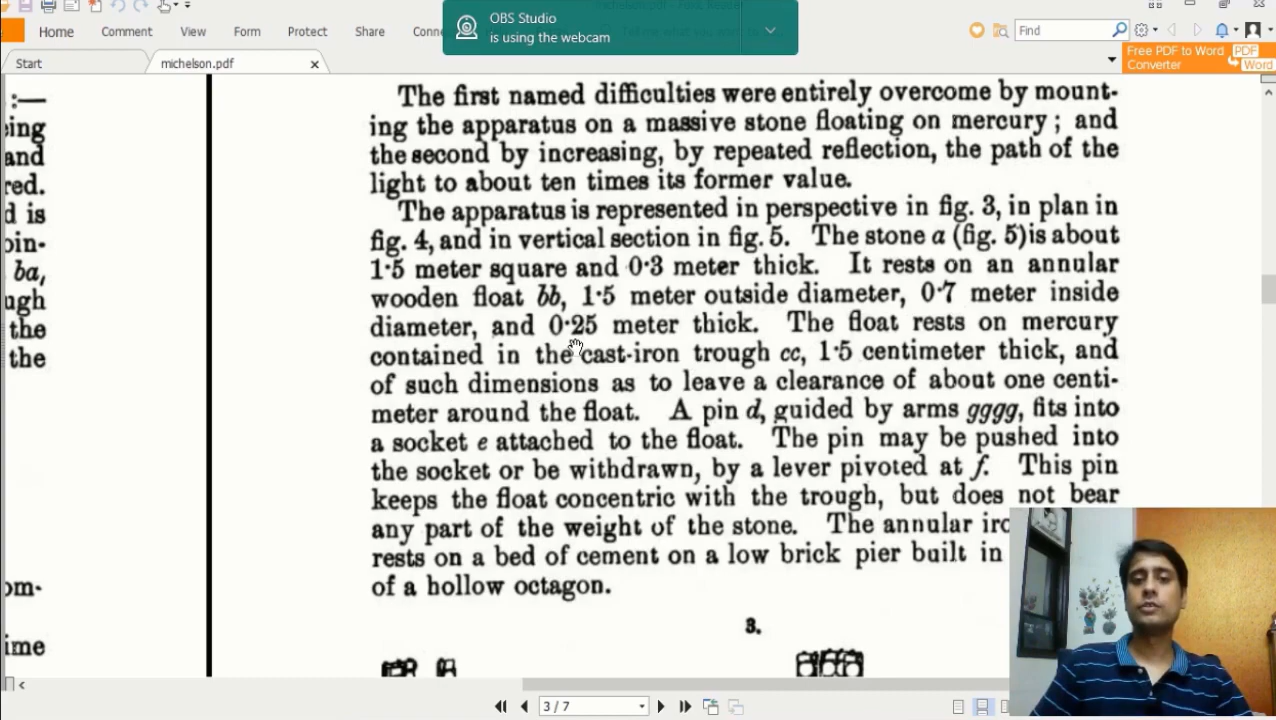 OBS Studio
is using the webcam
Home
Comment
View
Form
Protect
Share
Find
Free PDF to Word
Converter
PDF
Word
Start
michelson.pdf
:—
and
red.
d is
ba,
the
the
The first named difficulties were entirely overcome by mount-
ing the apparatus on a massive stone floating on mercury ; and
the second by increasing, by repeated reflection, the path of the
light to about ten times its former value.
The apparatus is represented in perspective in fig. 3, in plan in
fig. 4, and in vertical section in fig. 5. The stone a (fig. 5) is about
1·5 meter square and 0·3 meter thick. It rests on an annular
wooden float bb, 1·5 meter outside diameter, 0·7 meter inside
diameter, and 0·25 meter thick. The float rests on mercury
contained in the cast-iron trough cc, 1·5 centimeter thick, and
of such dimensions as to leave a clearance of about one centi-
meter around the float. A pin d, guided by arms gggg, fits into
a socket e attached to the float. The pin may be pushed into
the socket or be withdrawn, by a lever pivoted at f. This pin
keeps the float concentric with the trough, but does not bear
any part of the weight of the stone. The annular
rests on a bed of cement on a low brick pier built in
of a hollow octagon.
3.
3 / 7